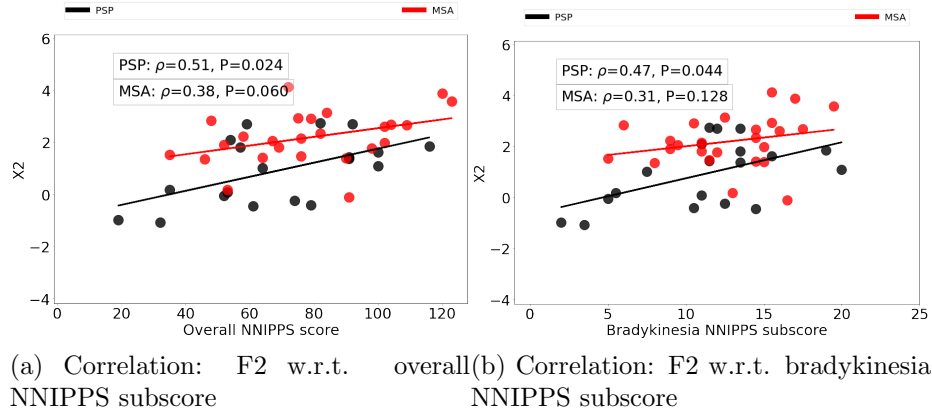 PSP MSA
PSP MSA
6
4
2
0
−2
−4
X2
PSP: ρ=0.51, P=0.024
MSA: ρ=0.38, P=0.060
0 20 40 60 80 100 120
Overall NNIPPS score
6
4
2
0
−2
−4
X2
PSP: ρ=0.47, P=0.044
MSA: ρ=0.31, P=0.128
0 5 10 15 20 25
Bradykinesia NNIPPS subscore
(a) Correlation: F2 w.r.t. overall
NNIPPS subscore
(b) Correlation: F2 w.r.t. bradykinesia
NNIPPS subscore